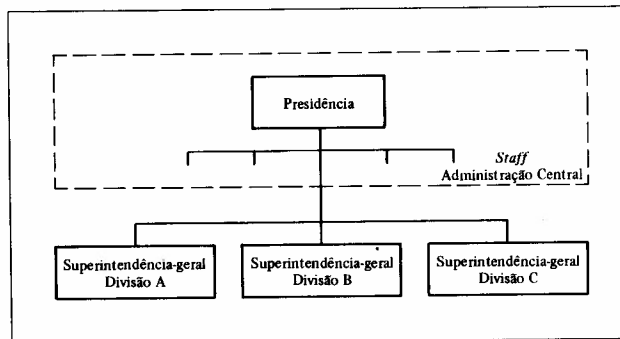 Presidência
Staff
Administração Central
Superintendência-geral
Divisão A
Superintendência-geral
Divisão B
Superintendência-geral
Divisão C